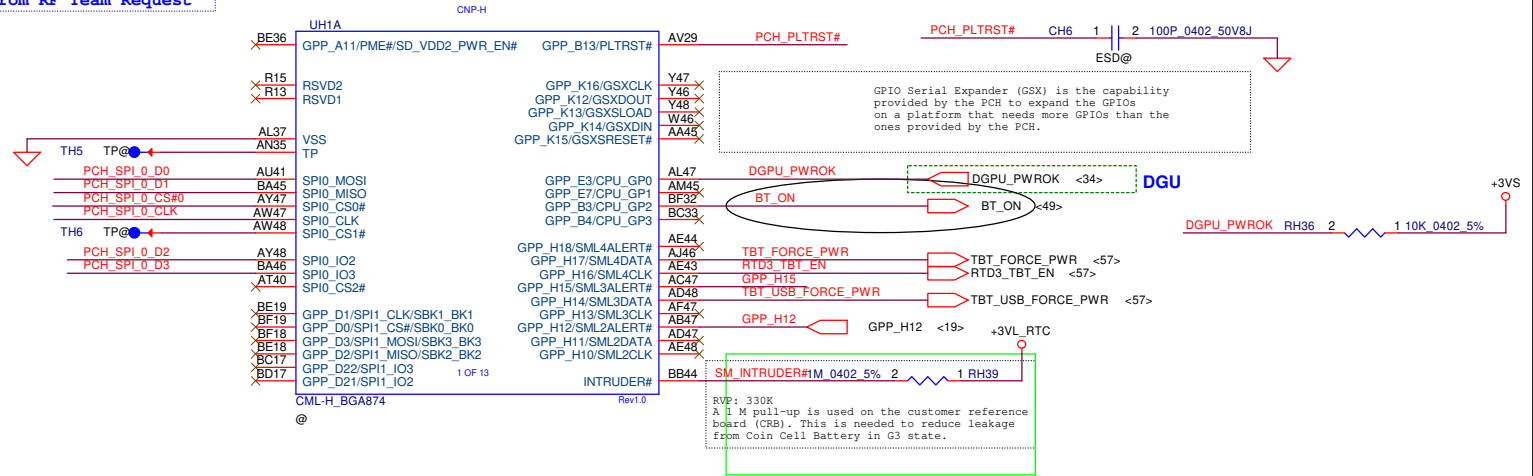 from RF Team Request
CNP-H
UH1A
BE36 GPP_A11/PME#/SD_VDD2_PWR_EN# GPP_B13/PLTRST# AV29 PCH_PLTRST#
PCH_PLTRST# CH6 1 2 100P_0402_50V8J
ESD@
R15 RSVD2 GPP_K16/GSXCLK Y47
R13 RSVD1 GPP_K12/GSXDOUT Y46
GPP_K13/GSXSLOAD Y48
GPP_K14/GSXDIN W46
AL37 VSS GPP_K15/GSXSRESET# AA45
GPIO Serial Expander (GSX) is the capability
provided by the PCH to expand the GPIOs
on a platform that needs more GPIOs than the
ones provided by the PCH.
TH5 TP@ AN35 TP
PCH_SPI_0_D0 AU41 SPI0_MOSI GPP_E3/CPU_GP0 AL47 DGPU_PWROK DGPU_PWROK <34> DGU
PCH_SPI_0_D1 BA45 SPI0_MISO GPP_E7/CPU_GP1 AM45
PCH_SPI_0_CS#0 AY47 SPI0_CS0# GPP_B3/CPU_GP2 BF32 BT_ON BT_ON <49>
PCH_SPI_0_CLK AW47 SPI0_CLK GPP_B4/CPU_GP3 BC33
+3VS
DGPU_PWROK RH36 2 1 10K_0402_5%
TH6 TP@ AW48 SPI0_CS1#
GPP_H18/SML4ALERT# AE44
PCH_SPI_0_D2 AY48 SPI0_IO2 GPP_H17/SML4DATA AJ46 TBT_FORCE_PWR TBT_FORCE_PWR <57>
PCH_SPI_0_D3 BA46 SPI0_IO3 GPP_H16/SML4CLK AE43 RTD3_TBT_EN RTD3_TBT_EN <57>
AT40 SPI0_CS2# GPP_H15/SML3ALERT# AC47 GPP_H15
GPP_H14/SML3DATA AD48 TBT_USB_FORCE_PWR TBT_USB_FORCE_PWR <57>
BE19 GPP_D1/SPI1_CLK/SBK1_BK1 GPP_H13/SML3CLK AF47
BF19 GPP_D0/SPI1_CS#/SBK0_BK0 GPP_H12/SML2ALERT# AB47 GPP_H12 GPP_H12 <19>
BF18 GPP_D3/SPI1_MOSI/SBK3_BK3 GPP_H11/SML2DATA AD47
BE18 GPP_D2/SPI1_MISO/SBK2_BK2 GPP_H10/SML2CLK AE48
+3VL_RTC
BC17 GPP_D22/SPI1_IO3
BD17 GPP_D21/SPI1_IO2 1 OF 13 INTRUDER# BB44 SM_INTRUDER# 1M_0402_5% 2 1 RH39
CML-H_BGA874 Rev1.0
@
RVP: 330K
A 1 M pull-up is used on the customer reference
board (CRB). This is needed to reduce leakage
from Coin Cell Battery in G3 state.